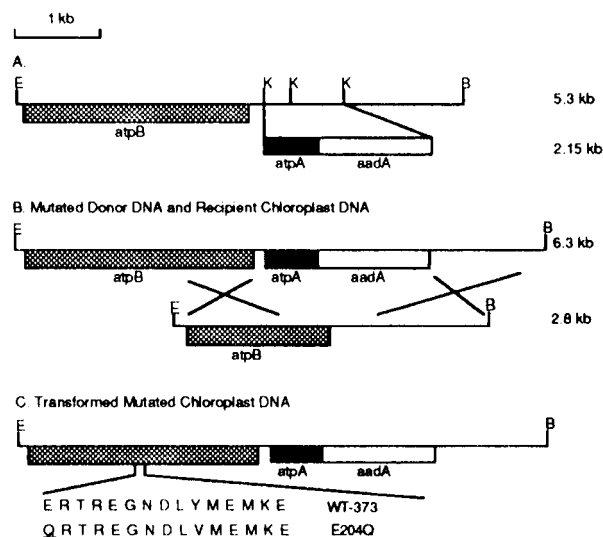 1 kb
A.
E K K K B
5.3 kb
atpB
atpA aadA
2.15 kb
B. Mutated Donor DNA and Recipient Chloroplast DNA
E B
6.3 kb
atpB atpA aadA
E B
2.8 kb
atpB
C. Transformed Mutated Chloroplast DNA
E B
atpA aadA
E R T R E G N D L Y M E M K E WT-373
Q R T R E G N D L V M E M K E E204Q